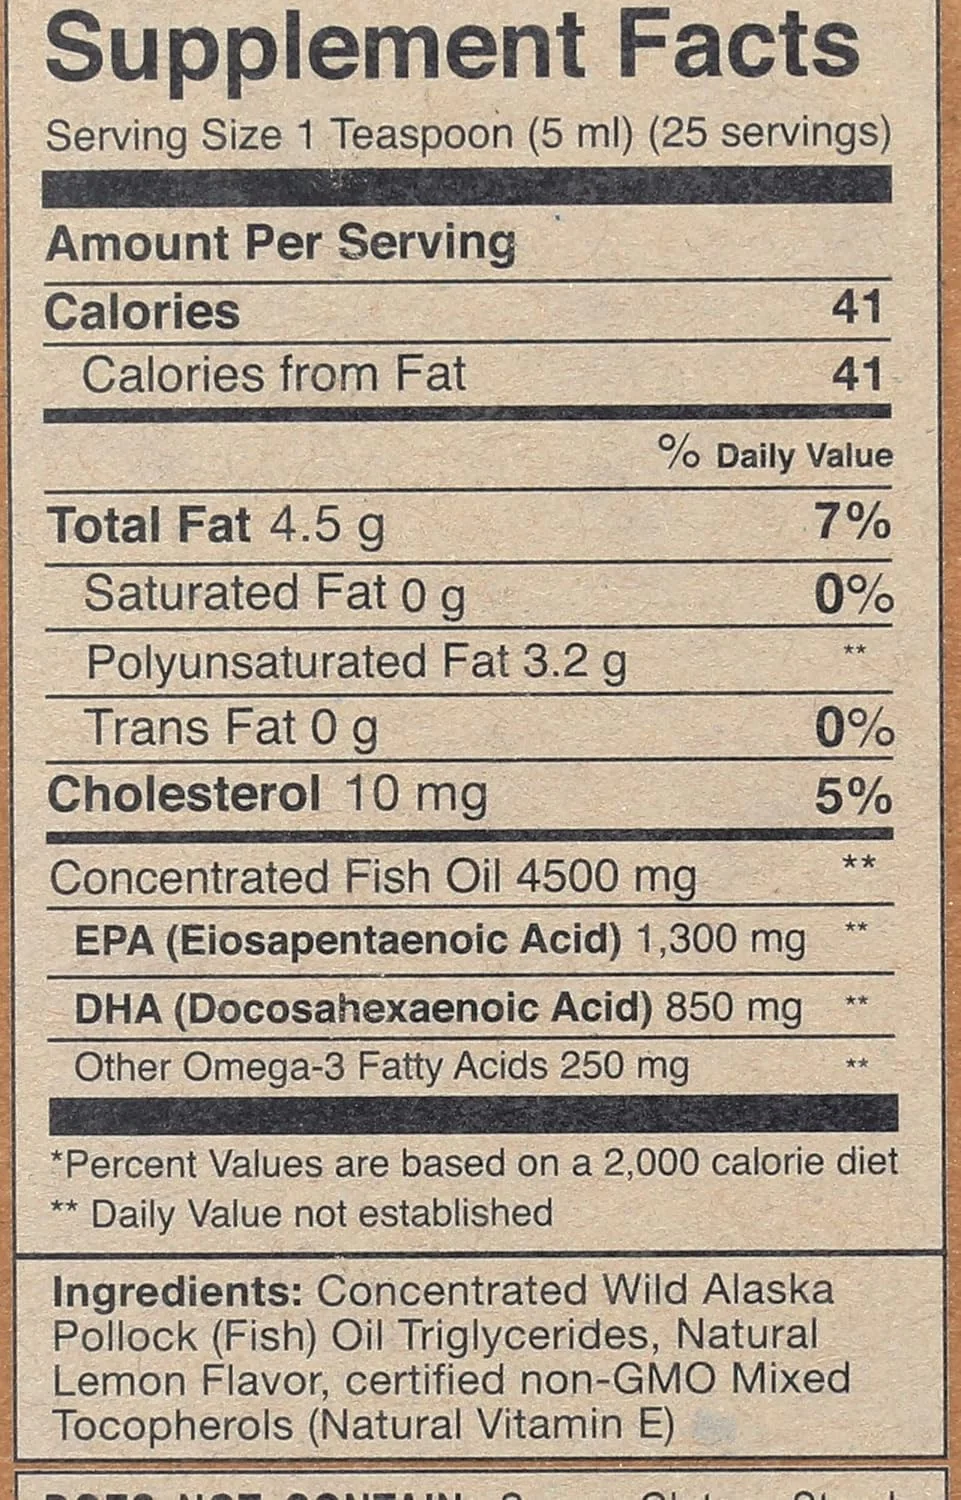 Supplement Facts
Serving Size 1 Teaspoon (5 ml) (25 servings)
Amount Per Serving
Calories 41
Calories from Fat 41
% Daily Value
Total Fat 4.5 g 7%
Saturated Fat 0 g 0%
Polyunsaturated Fat 3.2 g **
Trans Fat 0 g 0%
Cholesterol 10 mg 5%
Concentrated Fish Oil 4500 mg **
EPA (Eiosapentaenoic Acid) 1,300 mg **
DHA (Docosahexaenoic Acid) 850 mg **
Other Omega-3 Fatty Acids 250 mg **
*Percent Values are based on a 2,000 calorie diet
** Daily Value not established
Ingredients: Concentrated Wild Alaska
Pollock (Fish) Oil Triglycerides, Natural
Lemon Flavor, certified non-GMO Mixed
Tocopherols (Natural Vitamin E)
DOES NOT CONTAIN: